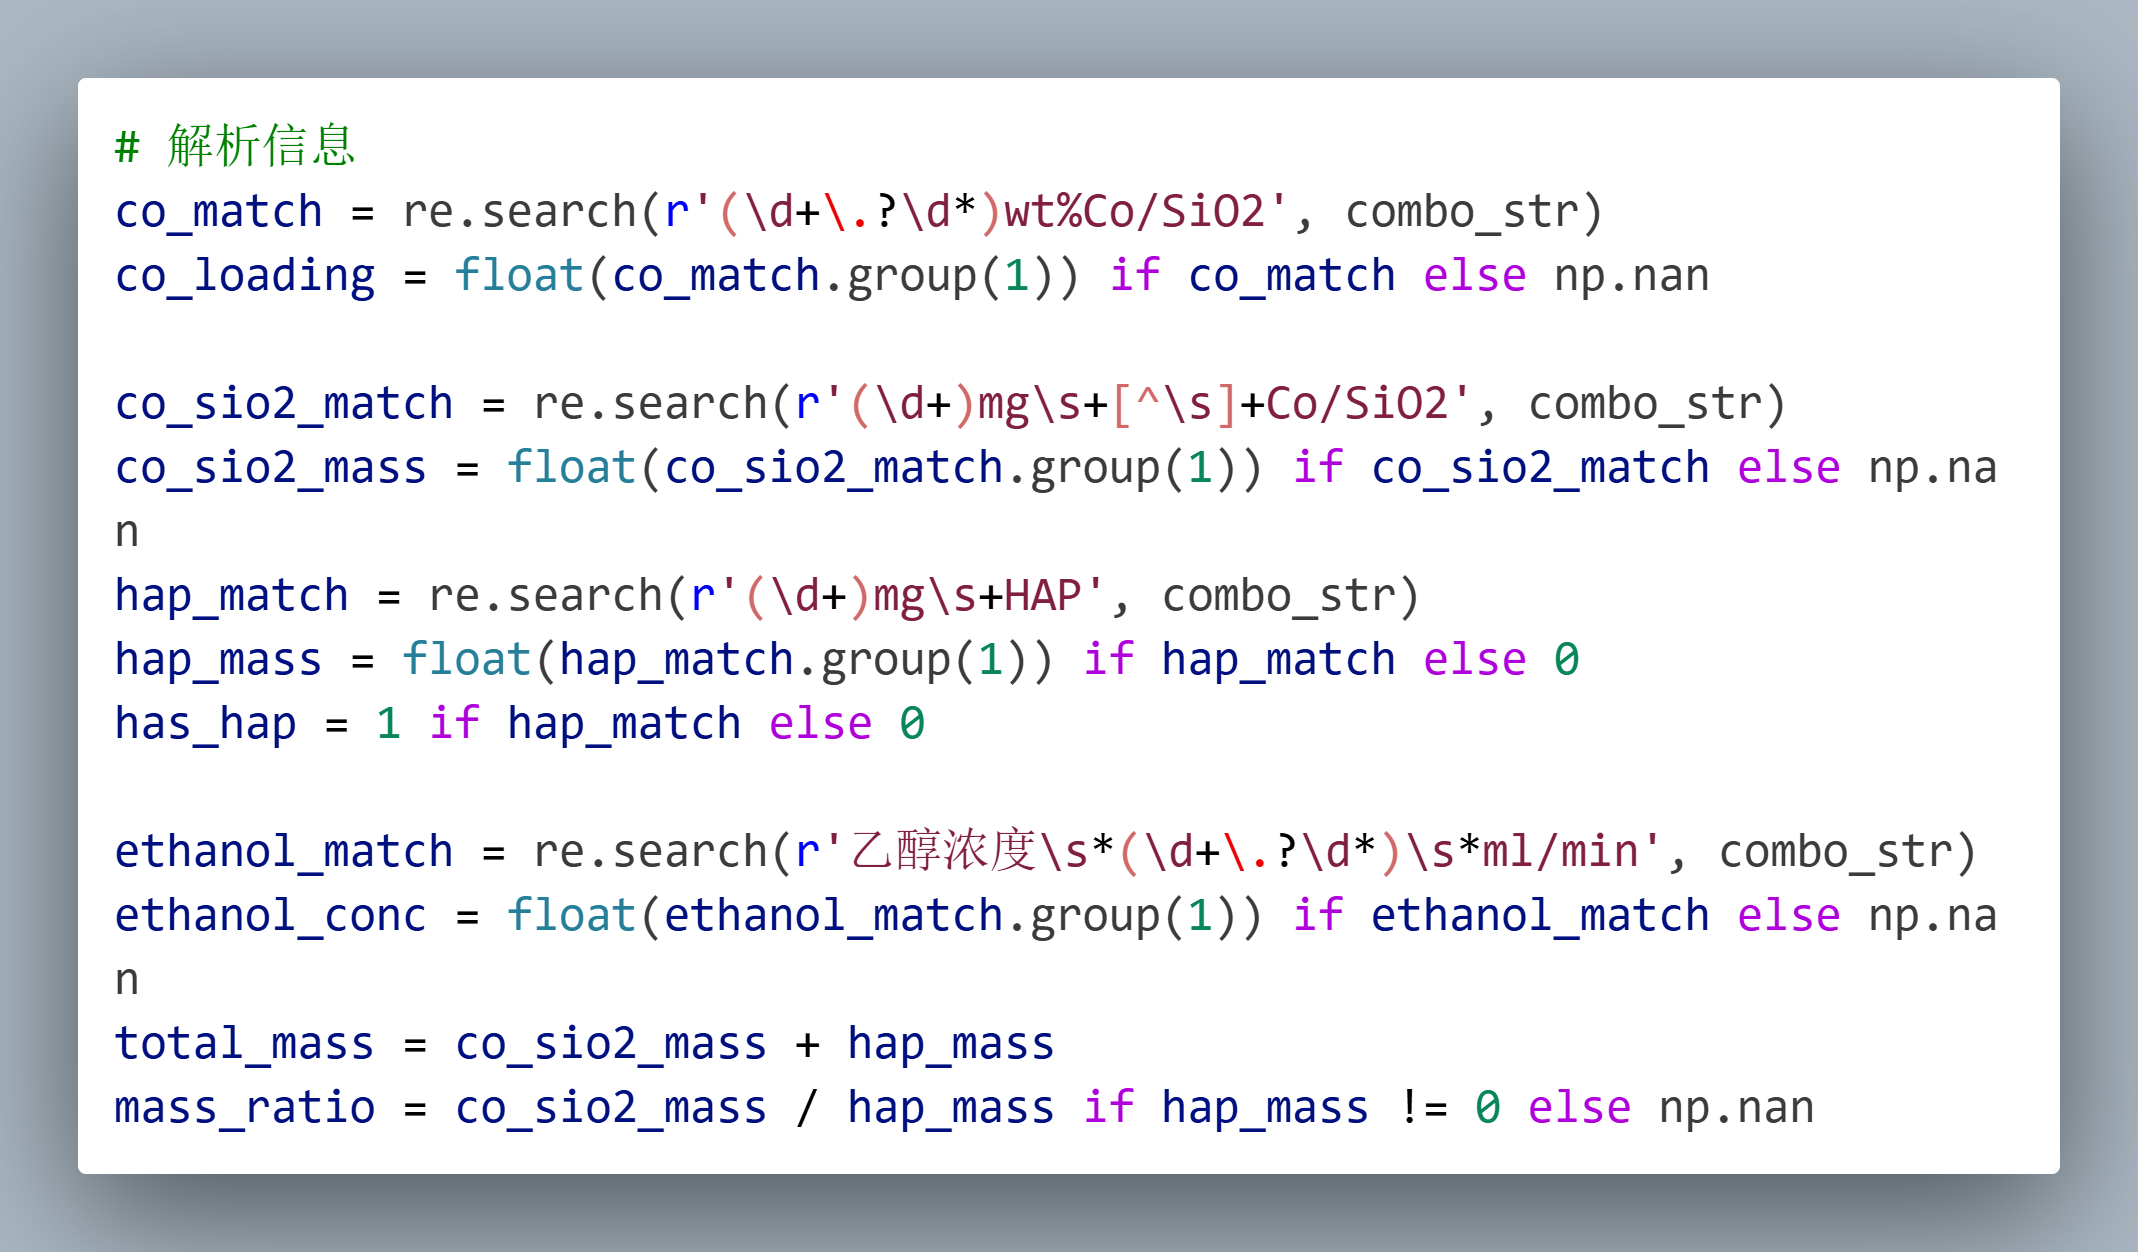 # 解析信息
co_match = re.search(r'(\d+\.?\d*)wt%Co/SiO2', combo_str)
co_loading = float(co_match.group(1)) if co_match else np.nan
co_sio2_match = re.search(r'(\d+)mg\s+[^\s]+Co/SiO2', combo_str)
co_sio2_mass = float(co_sio2_match.group(1)) if co_sio2_match else np.na
n
hap_match = re.search(r'(\d+)mg\s+HAP', combo_str)
hap_mass = float(hap_match.group(1)) if hap_match else 0
has_hap = 1 if hap_match else 0
ethanol_match = re.search(r'乙醇浓度\s*(\d+\.?\d*)\s*ml/min', combo_str)
ethanol_conc = float(ethanol_match.group(1)) if ethanol_match else np.na
n
total_mass = co_sio2_mass + hap_mass
mass_ratio = co_sio2_mass / hap_mass if hap_mass != 0 else np.nan